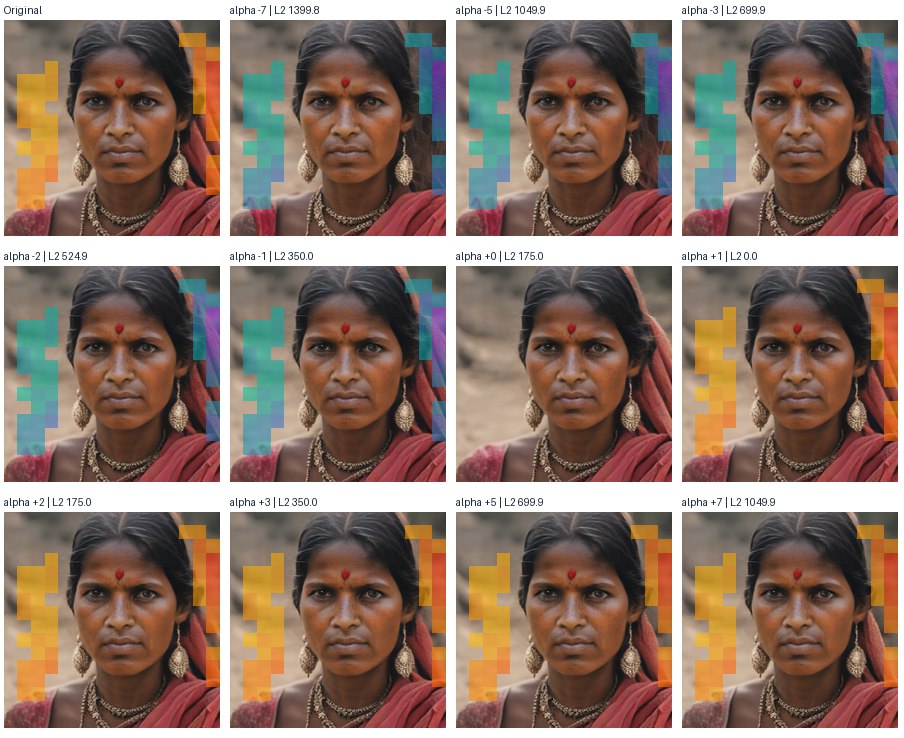 Original
alpha -7 | L2 1399.8
alpha -5 | L2 1049.9
alpha -3 | L2 699.9
alpha -2 | L2 524.9
alpha -1 | L2 350.0
alpha +0 | L2 175.0
alpha +1 | L2 0.0
alpha +2 | L2 175.0
alpha +3 | L2 350.0
alpha +5 | L2 699.9
alpha +7 | L2 1049.9